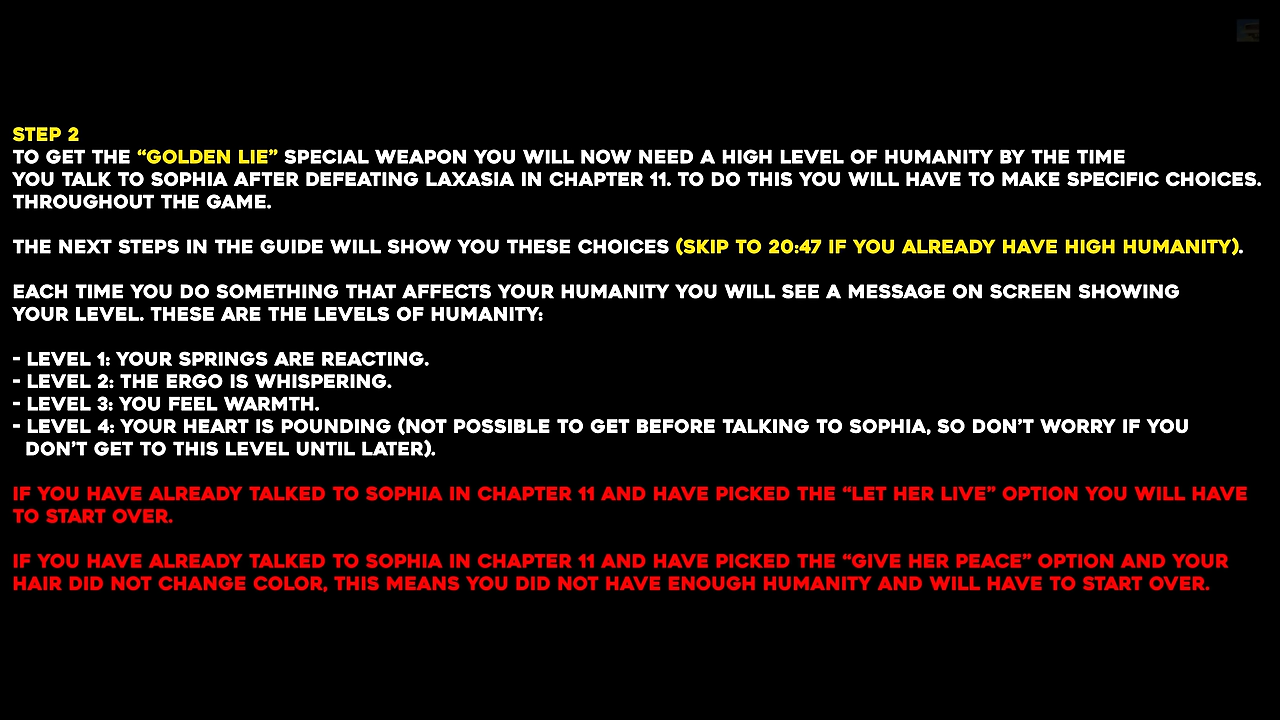 STEP 2
TO GET THE “GOLDEN LIE” SPECIAL WEAPON YOU WILL NOW NEED A HIGH LEVEL OF HUMANITY BY THE TIME
YOU TALK TO SOPHIA AFTER DEFEATING LAXASIA IN CHAPTER 11. TO DO THIS YOU WILL HAVE TO MAKE SPECIFIC CHOICES.
THROUGHOUT THE GAME.
THE NEXT STEPS IN THE GUIDE WILL SHOW YOU THESE CHOICES (SKIP TO 20:47 IF YOU ALREADY HAVE HIGH HUMANITY).
EACH TIME YOU DO SOMETHING THAT AFFECTS YOUR HUMANITY YOU WILL SEE A MESSAGE ON SCREEN SHOWING
YOUR LEVEL. THESE ARE THE LEVELS OF HUMANITY:
- LEVEL 1: YOUR SPRINGS ARE REACTING.
- LEVEL 2: THE ERGO IS WHISPERING.
- LEVEL 3: YOU FEEL WARMTH.
- LEVEL 4: YOUR HEART IS POUNDING (NOT POSSIBLE TO GET BEFORE TALKING TO SOPHIA, SO DON’T WORRY IF YOU
DON’T GET TO THIS LEVEL UNTIL LATER).
IF YOU HAVE ALREADY TALKED TO SOPHIA IN CHAPTER 11 AND HAVE PICKED THE “LET HER LIVE” OPTION YOU WILL HAVE
TO START OVER.
IF YOU HAVE ALREADY TALKED TO SOPHIA IN CHAPTER 11 AND HAVE PICKED THE “GIVE HER PEACE” OPTION AND YOUR
HAIR DID NOT CHANGE COLOR, THIS MEANS YOU DID NOT HAVE ENOUGH HUMANITY AND WILL HAVE TO START OVER.